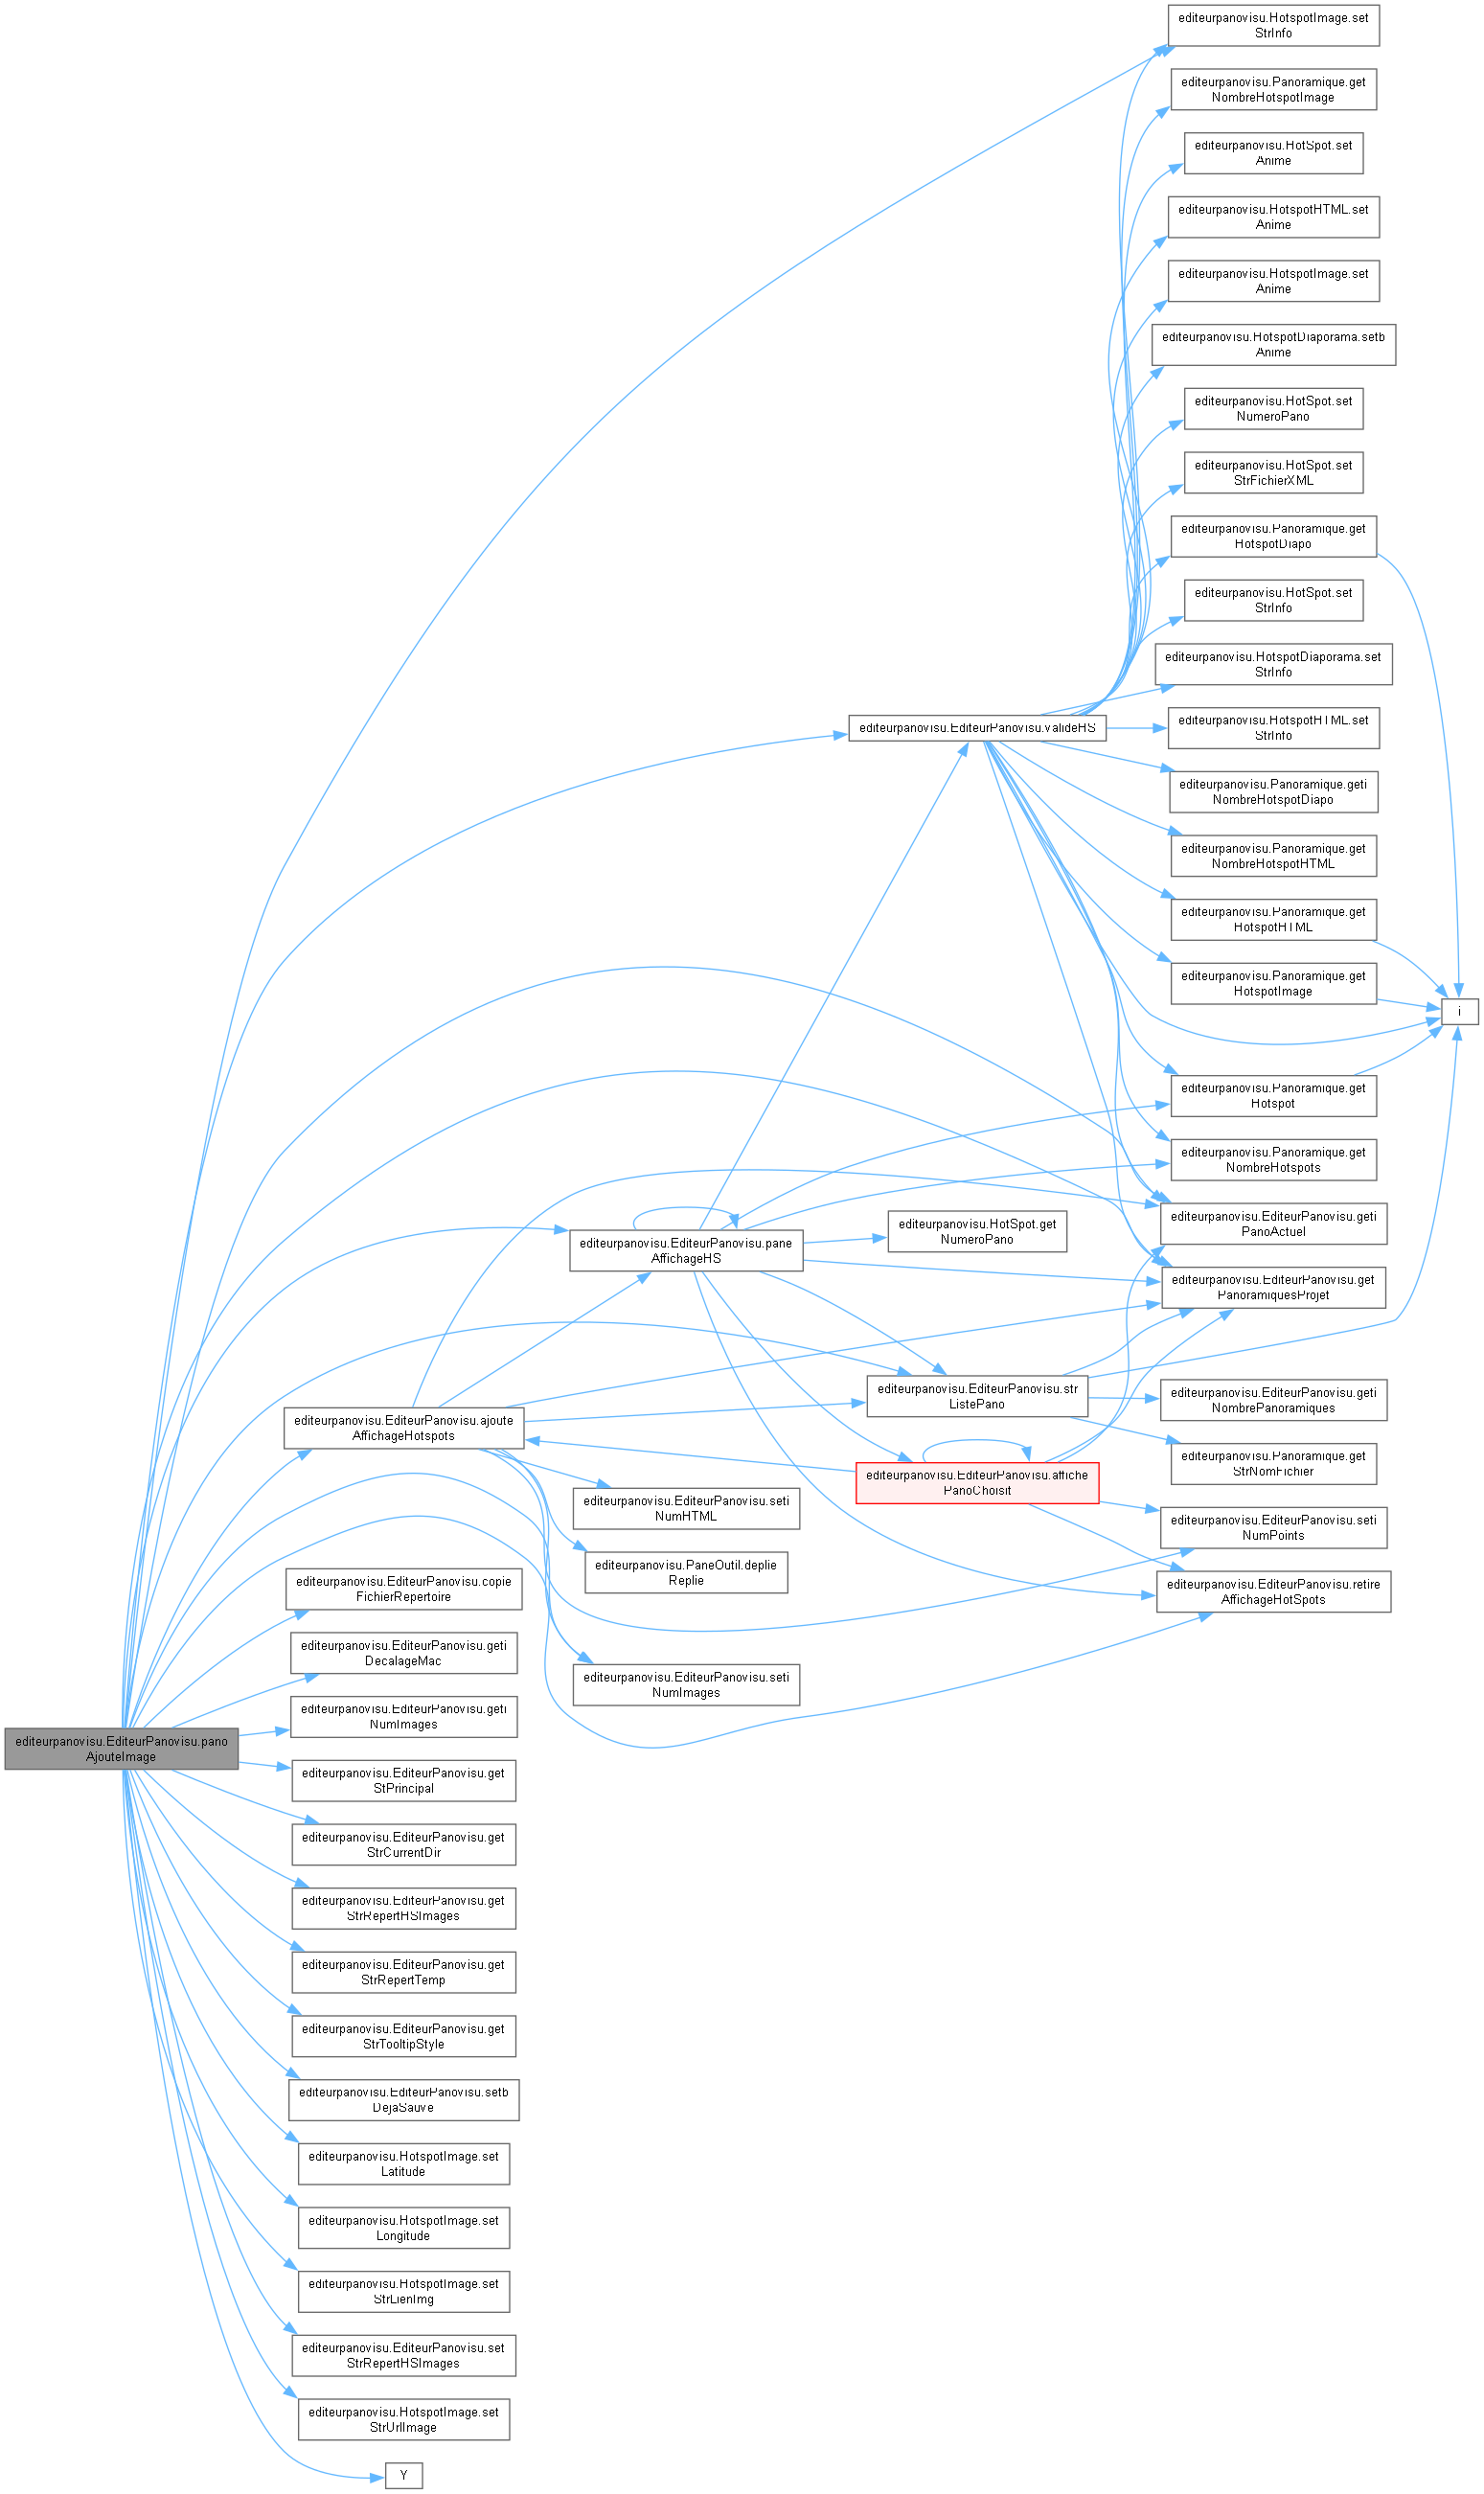 editeurpanovisu.HotspotImage.set
StrInfo
editeurpanovisu.Panoramique.get
NombreHotspotImage
editeurpanovisu.HotSpot.set
Anime
editeurpanovisu.HotspotHTML.set
Anime
editeurpanovisu.HotspotImage.set
Anime
editeurpanovisu.HotspotDiaporama.setb
Anime
editeurpanovisu.HotSpot.set
NumeroPano
editeurpanovisu.HotSpot.set
StrFichierXML
editeurpanovisu.Panoramique.get
HotspotDiapo
editeurpanovisu.HotSpot.set
StrInfo
editeurpanovisu.HotspotDiaporama.set
StrInfo
editeurpanovisu.EditeurPanovisu.valideHS
editeurpanovisu.HotspotHTML.set
StrInfo
editeurpanovisu.Panoramique.geti
NombreHotspotDiapo
editeurpanovisu.Panoramique.get
NombreHotspotHTML
editeurpanovisu.Panoramique.get
HotspotHTML
editeurpanovisu.Panoramique.get
HotspotImage
i
editeurpanovisu.Panoramique.get
Hotspot
editeurpanovisu.Panoramique.get
NombreHotspots
editeurpanovisu.EditeurPanovisu.geti
PanoActuel
editeurpanovisu.HotSpot.get
NumeroPano
editeurpanovisu.EditeurPanovisu.pane
AffichageHS
editeurpanovisu.EditeurPanovisu.get
PanoramiquesProjet
editeurpanovisu.EditeurPanovisu.str
ListePano
editeurpanovisu.EditeurPanovisu.geti
NombrePanoramiques
editeurpanovisu.EditeurPanovisu.ajoute
AffichageHotspots
editeurpanovisu.Panoramique.get
StrNomFichier
editeurpanovisu.EditeurPanovisu.affiche
PanoChoisit
editeurpanovisu.EditeurPanovisu.seti
NumHTML
editeurpanovisu.EditeurPanovisu.seti
NumPoints
editeurpanovisu.PaneOutil.deplie
Replie
editeurpanovisu.EditeurPanovisu.retire
AffichageHotSpots
editeurpanovisu.EditeurPanovisu.copie
FichierRepertoire
editeurpanovisu.EditeurPanovisu.geti
DecalageMac
editeurpanovisu.EditeurPanovisu.seti
NumImages
editeurpanovisu.EditeurPanovisu.geti
NumImages
editeurpanovisu.EditeurPanovisu.pano
AjouteImage
editeurpanovisu.EditeurPanovisu.get
StPrincipal
editeurpanovisu.EditeurPanovisu.get
StrCurrentDir
editeurpanovisu.EditeurPanovisu.get
StrRepertHSImages
editeurpanovisu.EditeurPanovisu.get
StrRepertTemp
editeurpanovisu.EditeurPanovisu.get
StrTooltipStyle
editeurpanovisu.EditeurPanovisu.setb
DejaSauve
editeurpanovisu.HotspotImage.set
Latitude
editeurpanovisu.HotspotImage.set
Longitude
editeurpanovisu.HotspotImage.set
StrLienImg
editeurpanovisu.EditeurPanovisu.set
StrRepertHSImages
editeurpanovisu.HotspotImage.set
StrUrlImage
Y